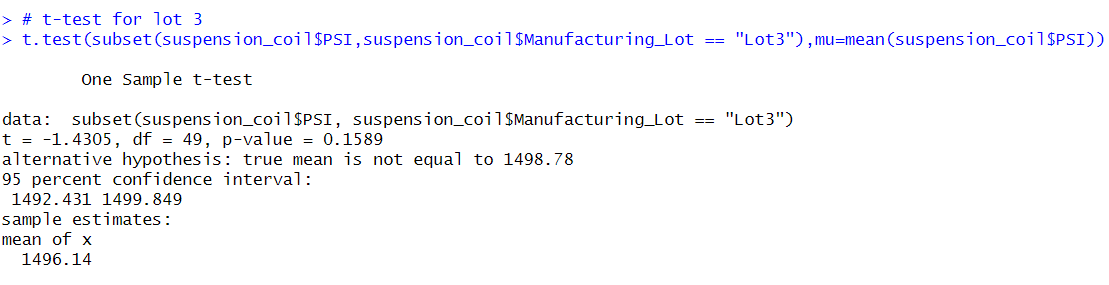 > # t-test for lot 3
> t.test(subset(suspension_coil$PSI,suspension_coil$Manufacturing_Lot == "Lot3"),mu=mean(suspension_coil$PSI))
One Sample t-test
data:  subset(suspension_coil$PSI, suspension_coil$Manufacturing_Lot == "Lot3")
t = -1.4305, df = 49, p-value = 0.1589
alternative hypothesis: true mean is not equal to 1498.78
95 percent confidence interval:
1492.431 1499.849
sample estimates:
mean of x
1496.14